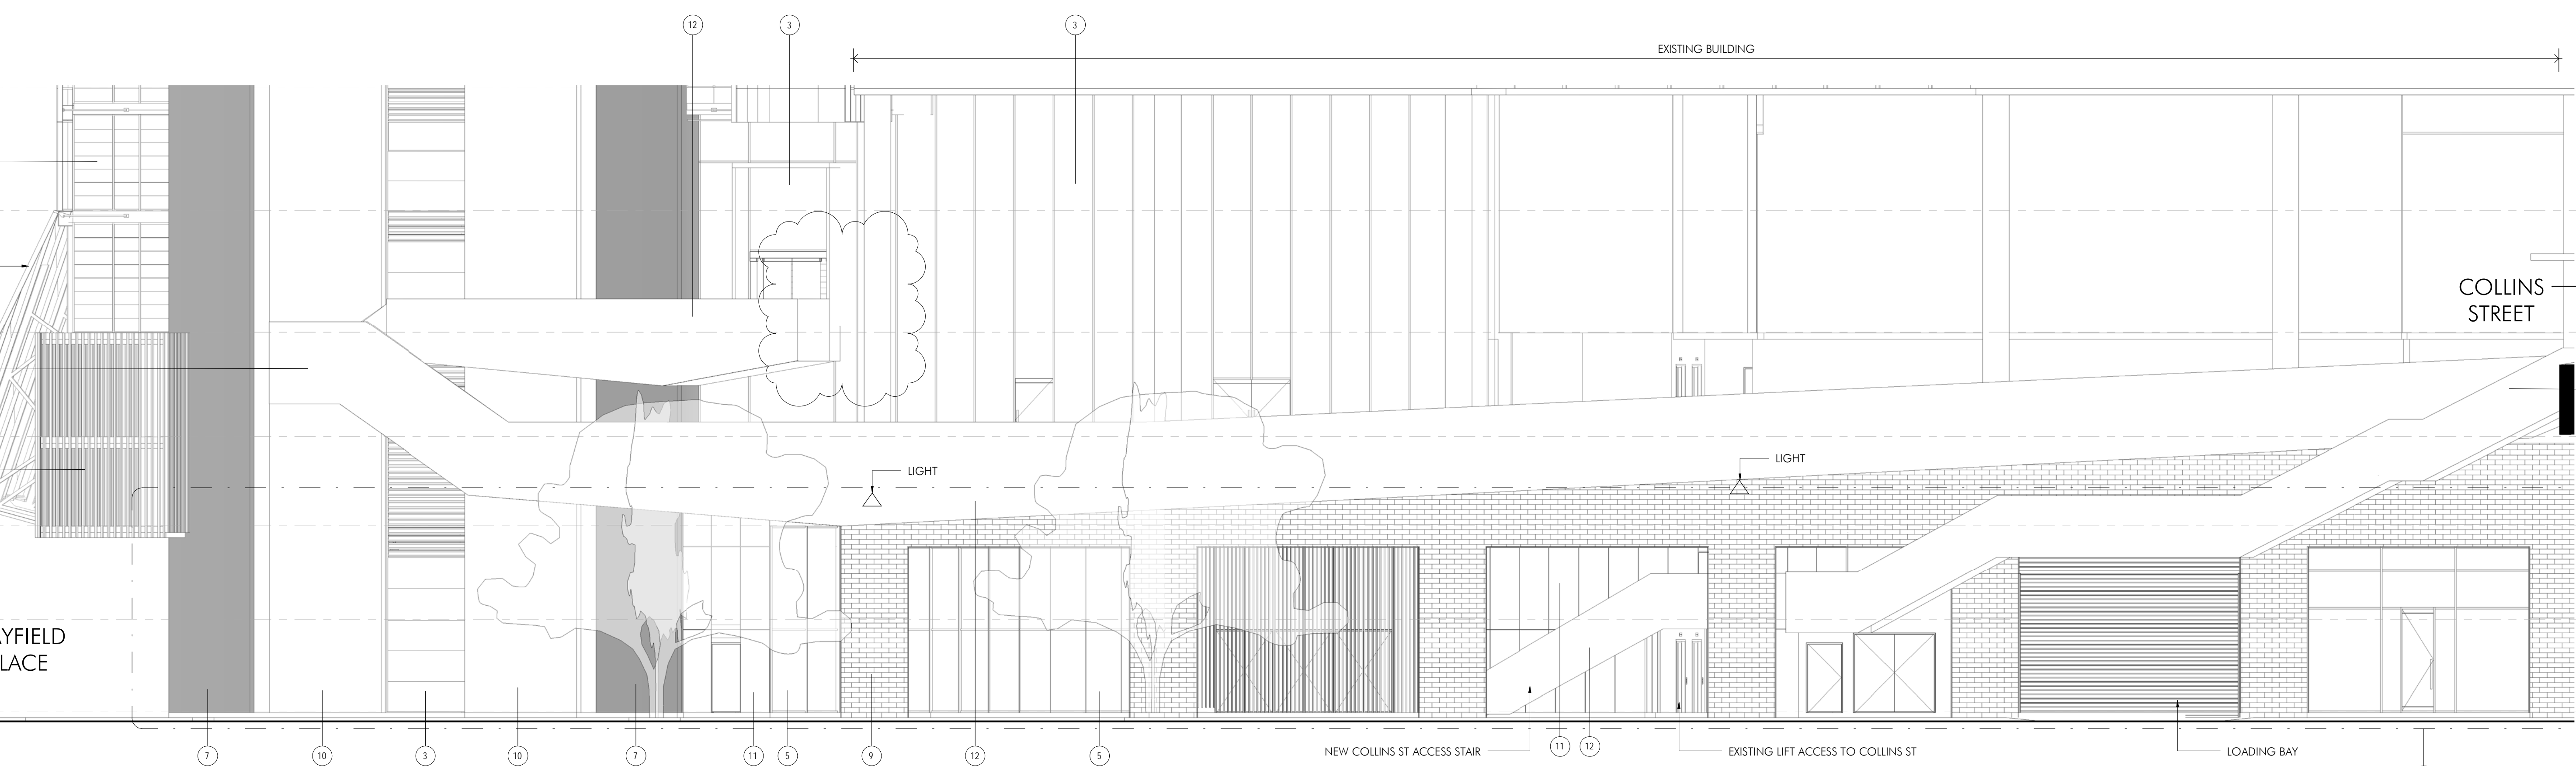 12
3
3
EXISTING BUILDING
COLLINS
STREET
LIGHT
LIGHT
AYFIELD
LACE
NEW COLLINS ST ACCESS STAIR
EXISTING LIFT ACCESS TO COLLINS ST
LOADING BAY
7
10
3
10
7
11
5
9
12
5
11
12